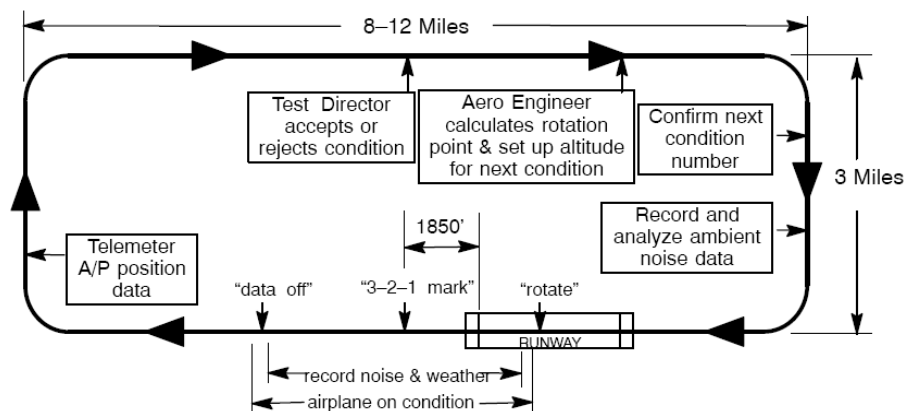 8–12 Miles
Test Director
accepts or
rejects condition
Aero Engineer
calculates rotation
point & set up altitude
for next condition
Confirm next
condition
number
3 Miles
Record and
analyze ambient
noise data
1850'
Telemeter
A/P position
data
“data off”
“3–2–1 mark”
“rotate”
RUNWAY
record noise & weather
airplane on condition